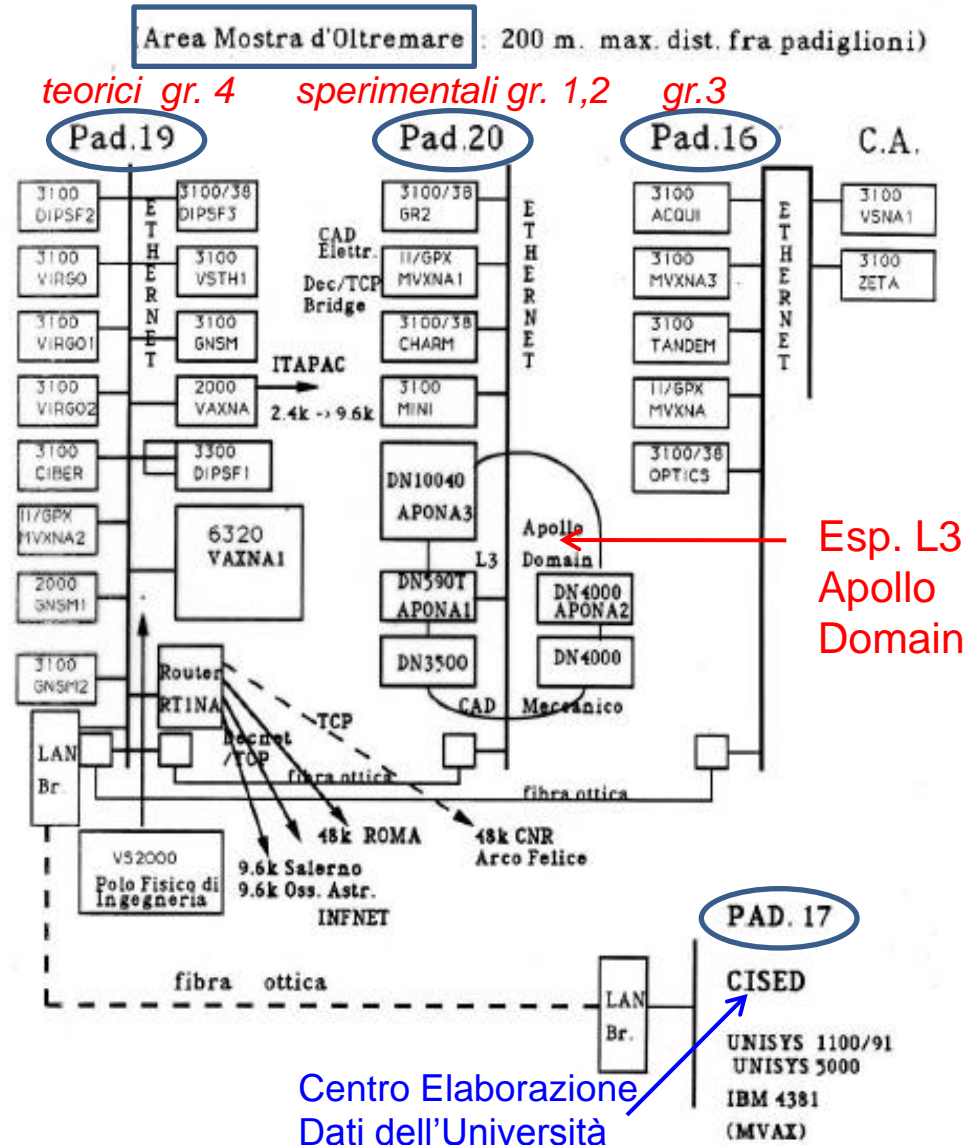 (Area Mostra d'Oltremare : 200 m. max. dist. fra padiglioni)
teorici gr. 4
sperimentali gr. 1,2
gr.3
Pad.19
Pad.20
Pad.16
C.A.
3100
DIPSF2
3100
VIRGO
3100
VIRGO1
3100
VIRGO2
3100
CIBER
II/GPX
MVXNA2
2000
GNSM1
3100
GNSM2
ETHERNET
3100/38
DIPSF3
3100
VSTH1
3100
GNSM
2000
VAXNA
3300
DIPSF1
6320
VAXNA1
ITAPAC
2.4k -> 9.6k
Router
RT1NA
LAN
Br.
VS2000
Polo Fisico di
Ingegneria
TCP
Decnet
/TCP
fibra ottica
fibra ottica
48k ROMA
9.6k Salerno
9.6k Oss. Astr.
INFNET
48k CNR
Arco Felice
CAD
Elettr.
Dec/TCP
Bridge
3100/38
GR2
II/GPX
MVXNA1
3100/38
CHARM
3100
MINI
ETHERNET
DN10040
APONA3
DN590T
APONA1
DN3500
L3
Apollo
Domain
DN4000
APONA2
DN4000
CAD Meccanico
3100
ACQUI
3100
MVXNA3
3100
TANDEM
II/GPX
MVXNA
3100/38
OPTICS
ETHERNET
3100
VSNA1
3100
ZETA
Esp. L3
Apollo
Domain
fibra ottica
LAN
Br.
PAD. 17
CISED
UNISYS 1100/91
UNISYS 5000
IBM 4381
(MVAX)
Centro Elaborazione
Dati dell'Università